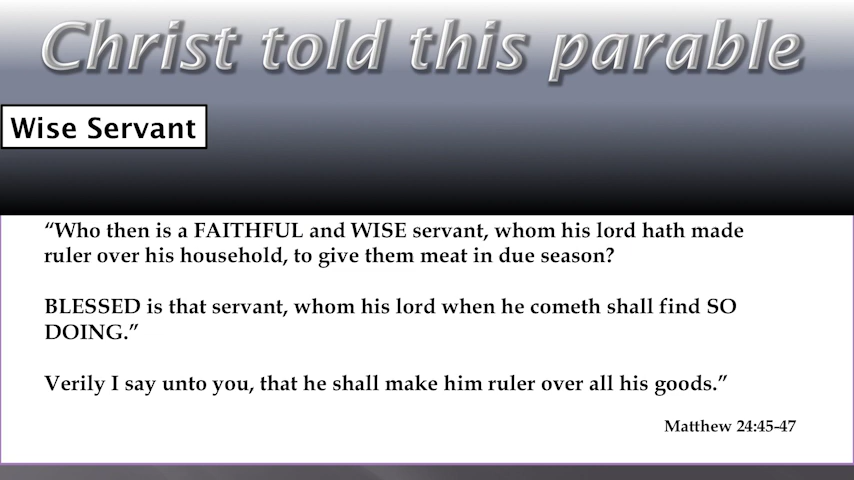 Christ told this parable
Wise Servant
“Who then is a FAITHFUL and WISE servant, whom his lord hath made
ruler over his household, to give them meat in due season?
BLESSED is that servant, whom his lord when he cometh shall find SO
DOING.”
Verily I say unto you, that he shall make him ruler over all his goods.”
Matthew 24:45-47